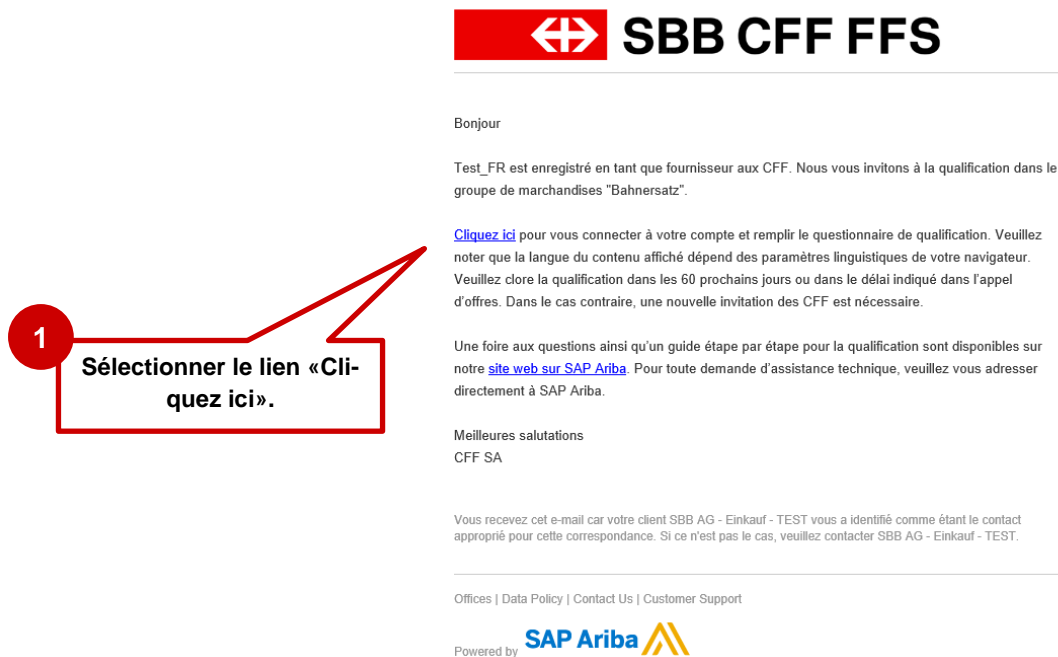 SBB CFF FFS
Bonjour
Test_FR est enregistré en tant que fournisseur aux CFF. Nous vous invitons à la qualification dans le
groupe de marchandises "Bahnersatz".
Cliquez ici pour vous connecter à votre compte et remplir le questionnaire de qualification. Veuillez
noter que la langue du contenu affiché dépend des paramètres linguistiques de votre navigateur.
Veuillez clore la qualification dans les 60 prochains jours ou dans le délai indiqué dans l'appel
d'offres. Dans le cas contraire, une nouvelle invitation des CFF est nécessaire.
1
Sélectionner le lien «Cli-
quez ici».
Une foire aux questions ainsi qu'un guide étape par étape pour la qualification sont disponibles sur
notre site web sur SAP Ariba. Pour toute demande d'assistance technique, veuillez vous adresser
directement à SAP Ariba.
Meilleures salutations
CFF SA
Vous recevez cet e-mail car votre client SBB AG - Einkauf - TEST vous a identifié comme étant le contact
approprié pour cette correspondance. Si ce n'est pas le cas, veuillez contacter SBB AG - Einkauf - TEST.
Offices | Data Policy | Contact Us | Customer Support
Powered by SAP Ariba